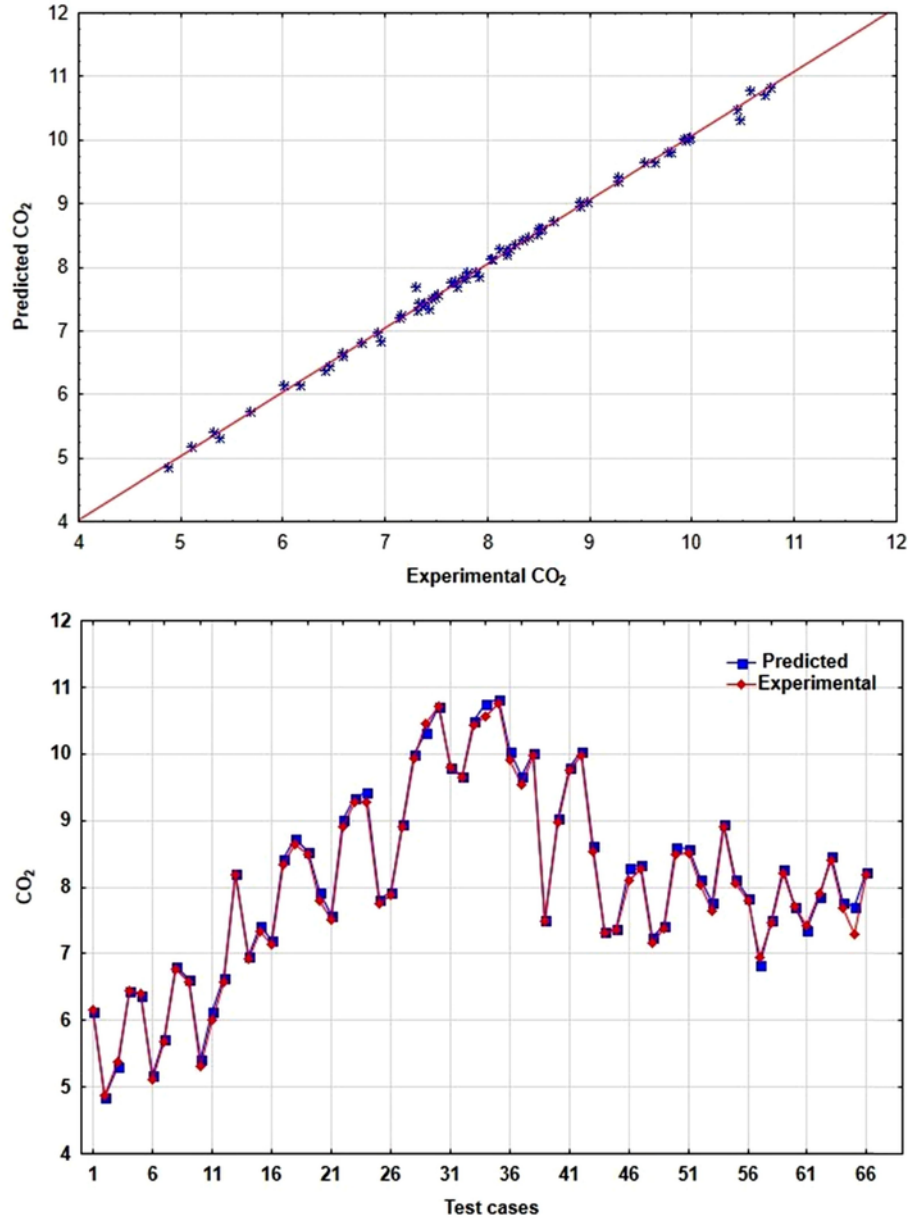 12
11
10
9
8
7
6
5
4
Predicted CO₂
4 5 6 7 8 9 10 11 12
Experimental CO₂
12
11
10
9
8
7
6
5
4
CO₂
Predicted
Experimental
1 6 11 16 21 26 31 36 41 46 51 56 61 66
Test cases